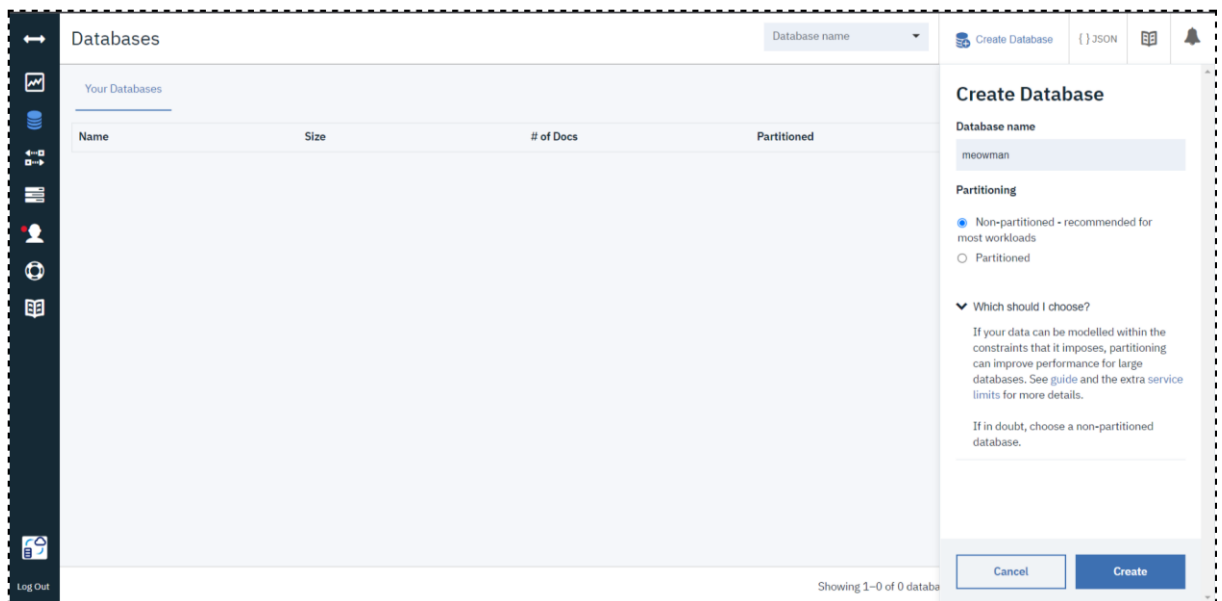 Databases
Database name
Create Database
{ } JSON
Your Databases
Name Size # of Docs Partitioned
Create Database
Database name
meowman
Partitioning
Non-partitioned - recommended for
most workloads
Partitioned
Which should I choose?
If your data can be modelled within the
constraints that it imposes, partitioning
can improve performance for large
databases. See guide and the extra service
limits for more details.
If in doubt, choose a non-partitioned
database.
Cancel
Create
Log Out
Showing 1–0 of 0 databa